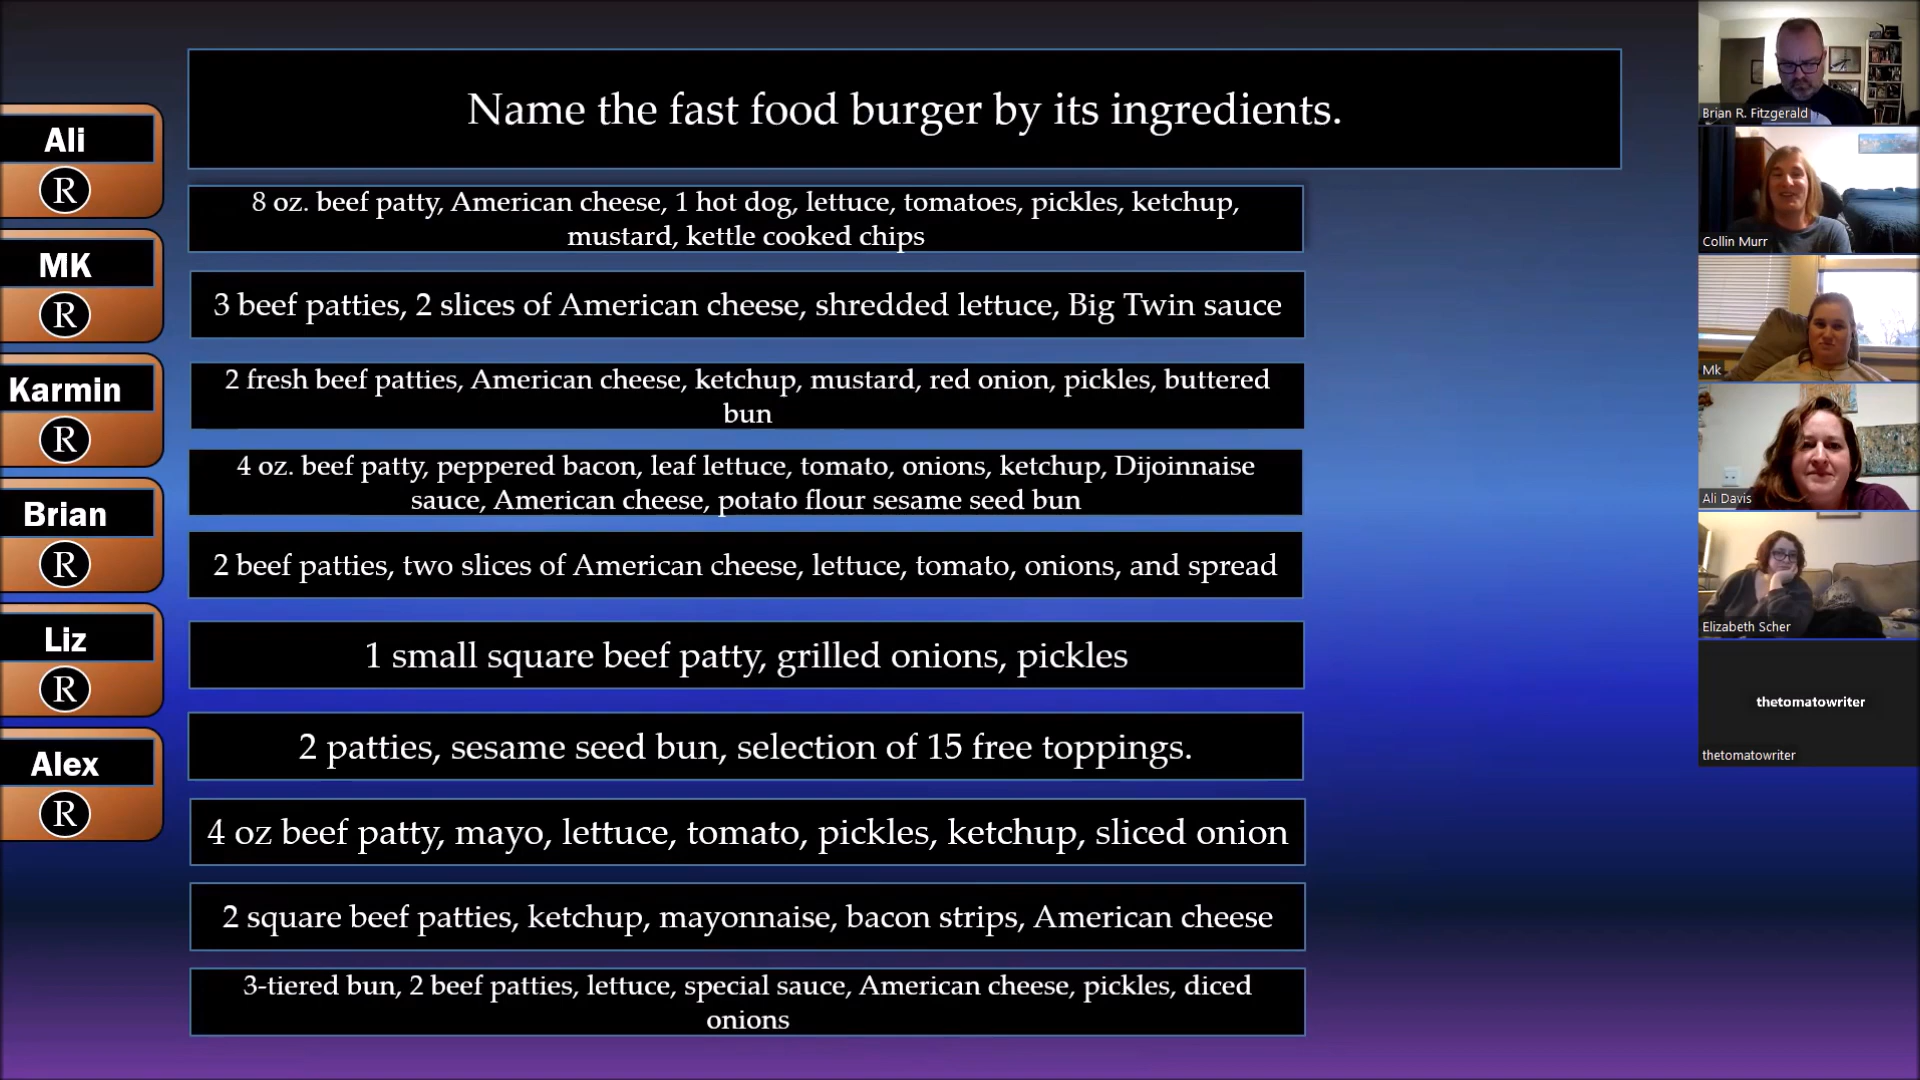 Name the fast food burger by its ingredients.
8 oz. beef patty, American cheese, 1 hot dog, lettuce, tomatoes, pickles, ketchup,
mustard, kettle cooked chips
3 beef patties, 2 slices of American cheese, shredded lettuce, Big Twin sauce
2 fresh beef patties, American cheese, ketchup, mustard, red onion, pickles, buttered
bun
4 oz. beef patty, peppered bacon, leaf lettuce, tomato, onions, ketchup, Dijoinnaise
sauce, American cheese, potato flour sesame seed bun
2 beef patties, two slices of American cheese, lettuce, tomato, onions, and spread
1 small square beef patty, grilled onions, pickles
2 patties, sesame seed bun, selection of 15 free toppings.
4 oz beef patty, mayo, lettuce, tomato, pickles, ketchup, sliced onion
2 square beef patties, ketchup, mayonnaise, bacon strips, American cheese
3-tiered bun, 2 beef patties, lettuce, special sauce, American cheese, pickles, diced
onions
Ali
R
MK
R
Karmin
R
Brian
R
Liz
R
Alex
R
Brian R. Fitzgerald
Collin Murr
Mk
Ali Davis
Elizabeth Scher
thetomatowriter
thetomatowriter